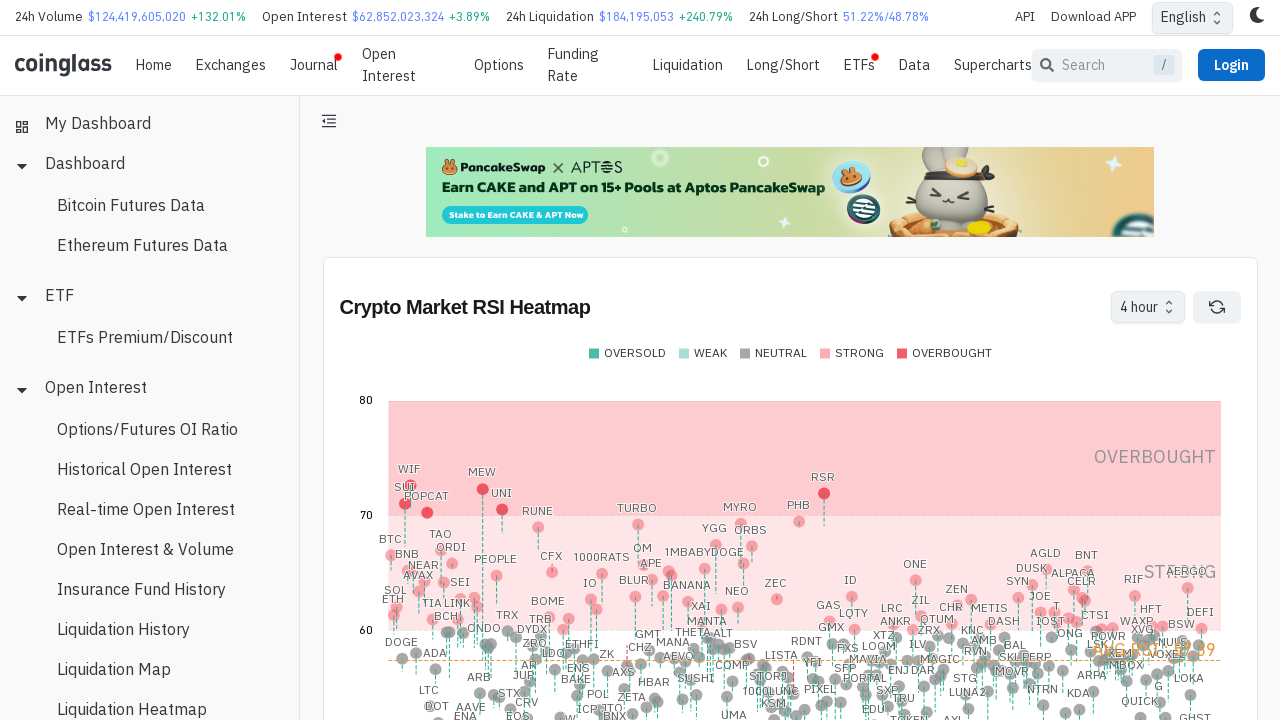 24h Volume $124,419,605,020 +132.01% Open Interest $62,852,023,324 +3.89% 24h Liquidation $184,195,053 +240.79% 24h Long/Short 51.22%/48.78% API Download APP English
coinglass Home Exchanges Journal Open Interest Options Funding Rate Liquidation Long/Short ETFs Data Supercharts Search / Login
My Dashboard
Dashboard
Bitcoin Futures Data
Ethereum Futures Data
ETF
ETFs Premium/Discount
Open Interest
Options/Futures OI Ratio
Historical Open Interest
Real-time Open Interest
Open Interest & Volume
Insurance Fund History
Liquidation History
Liquidation Map
Liquidation Heatmap
PancakeSwap X APTOS
Earn CAKE and APT on 15+ Pools at Aptos PancakeSwap
Stake to Earn CAKE & APT Now
Crypto Market RSI Heatmap
4 hour
OVERSOLD WEAK NEUTRAL STRONG OVERBOUGHT
80
OVERBOUGHT
WIF MEW RSR
SUI POPCAT UNI
70
RUNE TURBO MYRO PHB
TAO YGG ORBS
BTC ORDI OM
BNB PEOPLE CFX 1000RATS 1MBABYDOGE AGLD BNT
NEAR APE ONE DUSK STRONG
AVAX SEI IO BLUR BANANA ZEC ID SYN ALPACA CELR RIF FERGO
SOL NEO ZEN JOE
ETH TIA LINK BOME XAI GAS LRC ZIL CHR METIS T HFT DEFI
BCH TRX TRB MANTA LQTY ANKR QTUM DASH IOST CTSI WAXP BSW
60
ONDO DYDX GMT THETA ALT GMX XTZ ZRX KNC ONG POWR XVG
DOGE ADA ZRO ETHFI CHZ MANA BSV RDNT FXS LOOM ILV AMB BAL LSK NULS
LDO ZK AEVO LISTA YFI MAVIA MAGIC RVN SKL PERP XEM VOXEL
AR ENS AXS COMP SFP ENJ DAR MOVR MBOX
ARB JUP BAKE HBAR SUSHI STORJ PORTAL STG ARPA LOKA
LTC STX POL ZETA 1000LUNC PIXEL SXP LUNA2 NTRN KDA G
DOT AAVE CRV ICP JTO KSM TRU QUICK
ENA EOS W BNX UMA EDU TOKEN AXL GHST